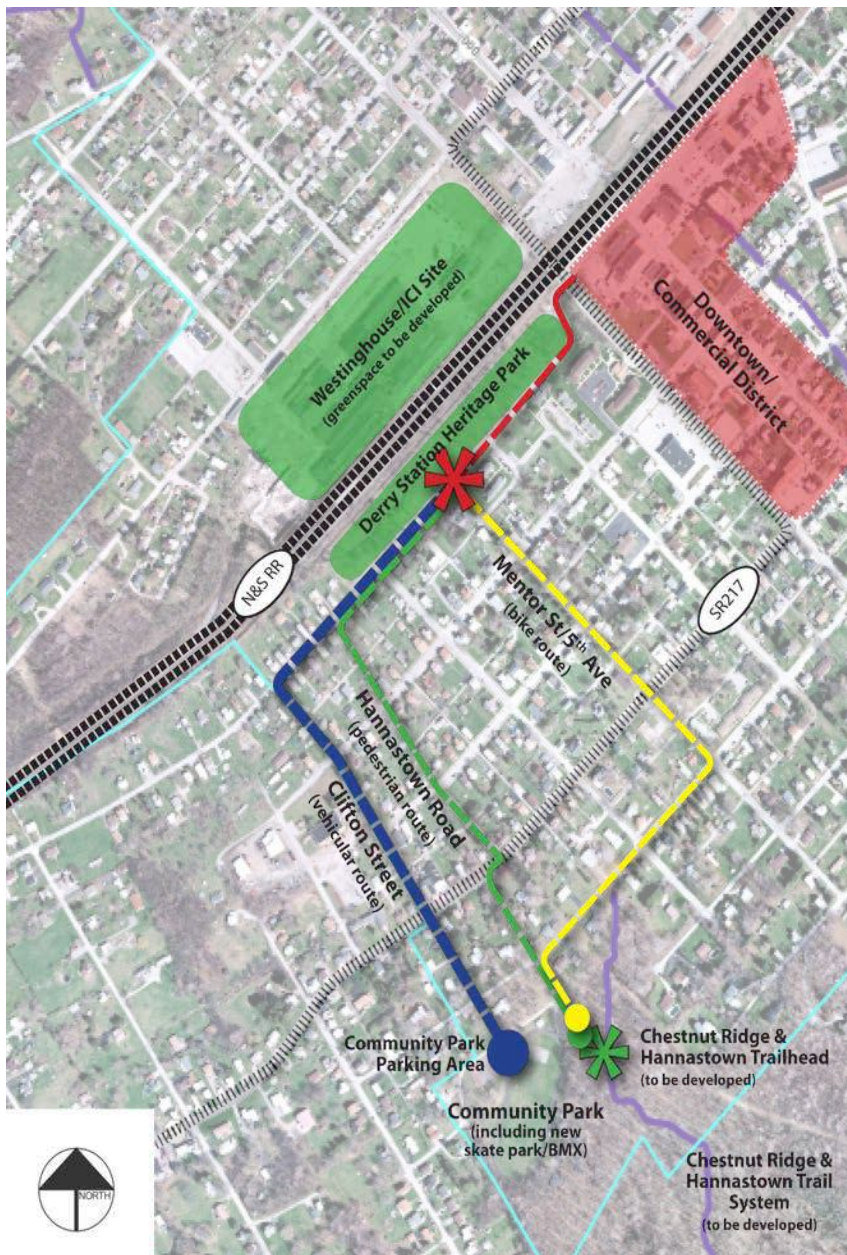 Westinghouse/ICI Site
(greenspace to be developed)
Downtown/
Commercial District
Derry Station Heritage Park
N&S RR
SR217
Mentor St/5th Ave
(bike route)
Hannastown Road
(pedestrian route)
Clifton Street
(vehicular route)
Community Park
Parking Area
Chestnut Ridge &
Hannastown Trailhead
(to be developed)
Community Park
(including new
skate park/BMX)
Chestnut Ridge &
Hannastown Trail
System
(to be developed)
NORTH